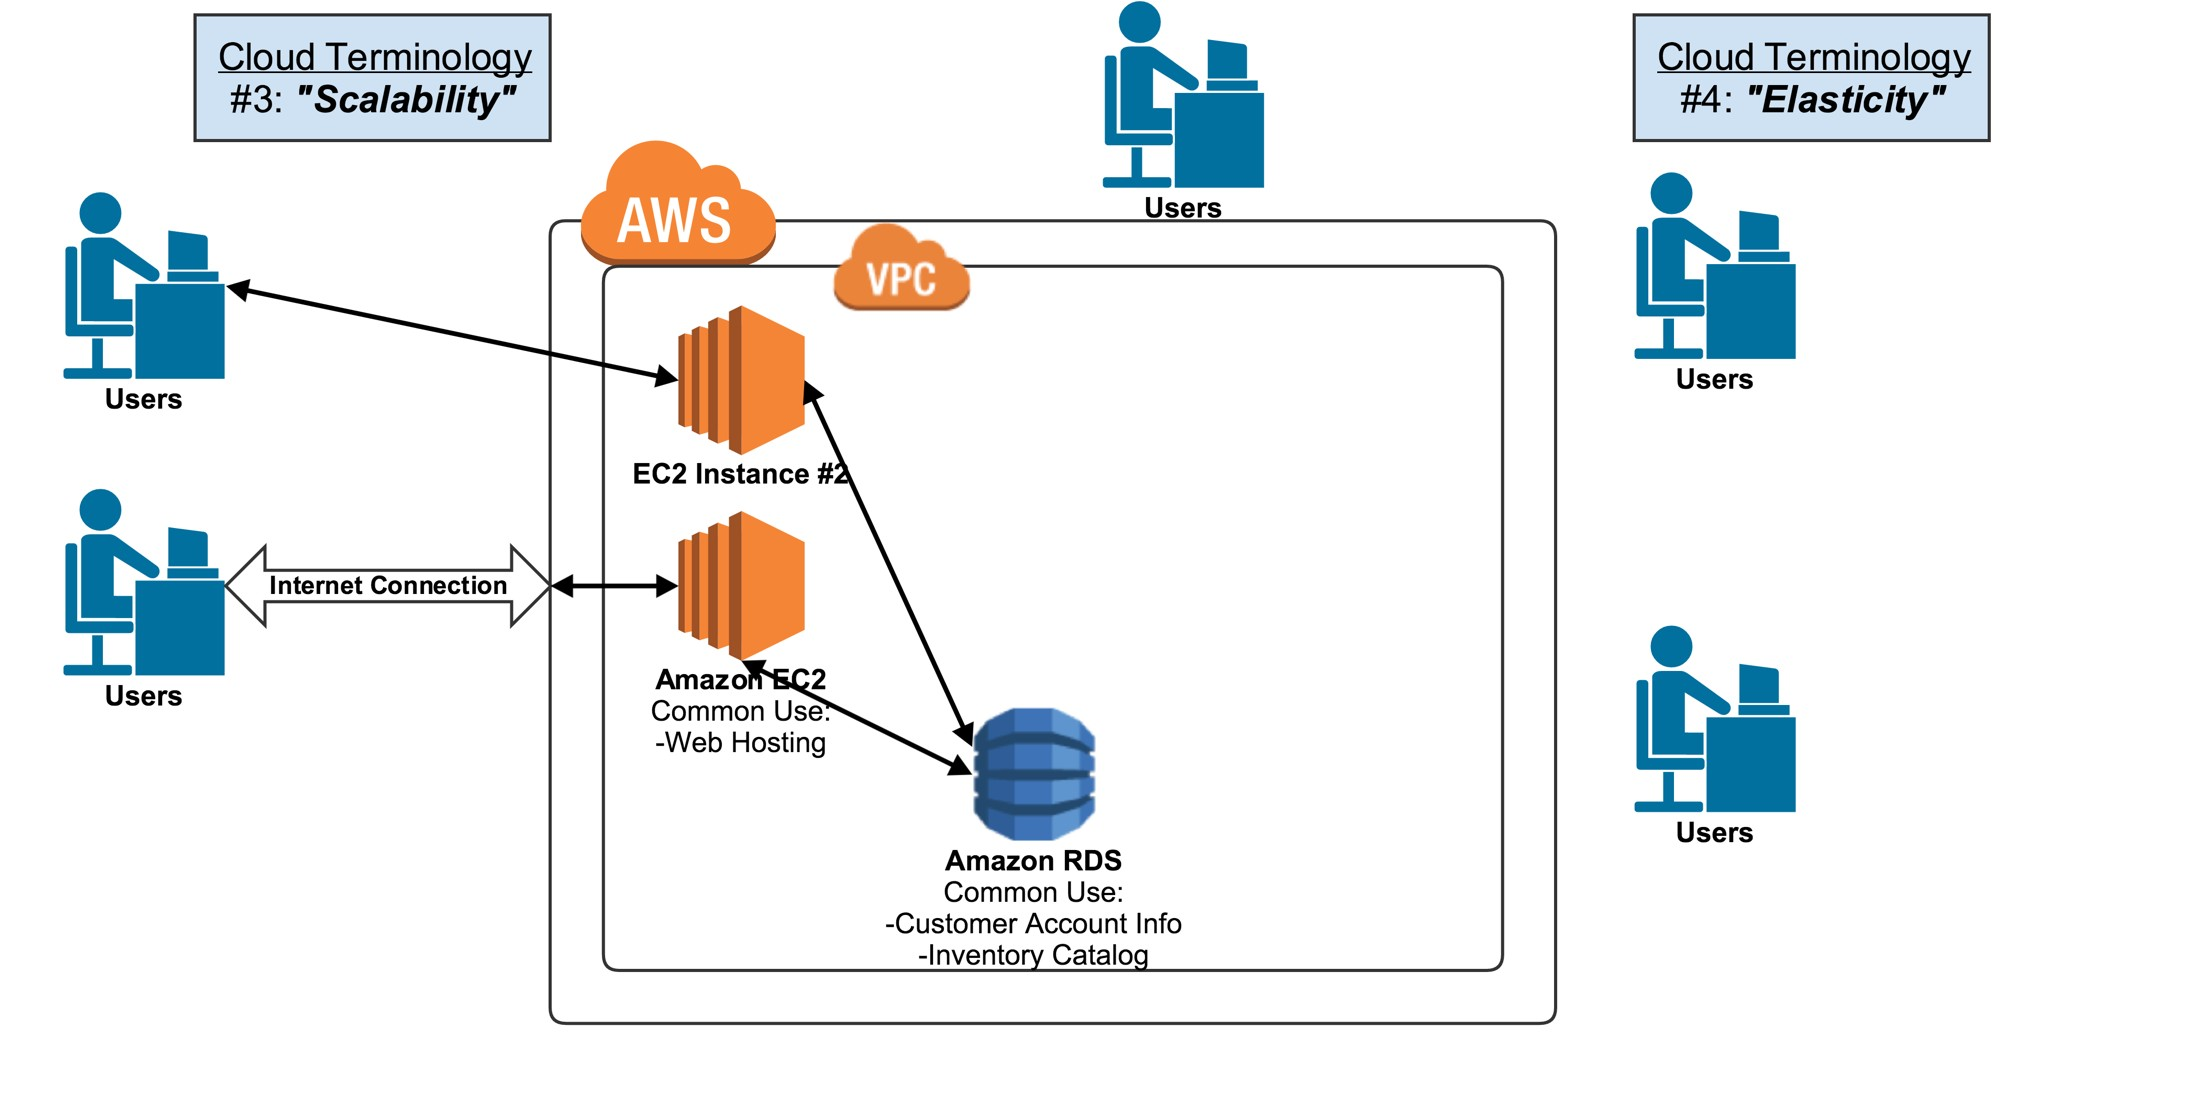 Cloud Terminology
#3: "Scalability"
Cloud Terminology
#4: "Elasticity"
Users
AWS
VPC
Users
Users
EC2 Instance #2
Internet Connection
Users
Amazon EC2
Common Use:
-Web Hosting
Amazon RDS
Common Use:
-Customer Account Info
-Inventory Catalog
Users